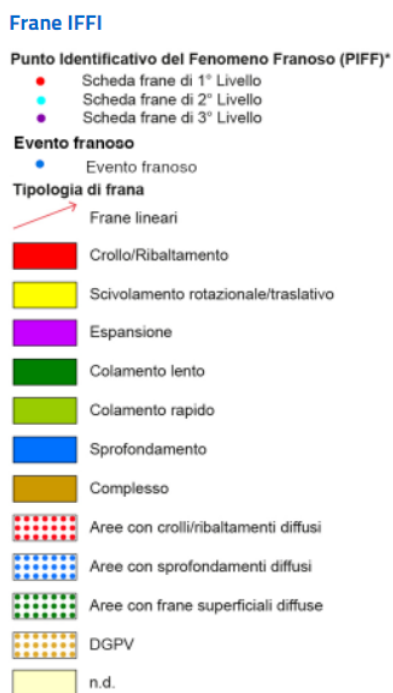 Frane IFFI
Punto Identificativo del Fenomeno Franoso (PIFF)*
Scheda frane di 1° Livello
Scheda frane di 2° Livello
Scheda frane di 3° Livello
Evento franoso
Evento franoso
Tipologia di frana
Frane lineari
Crollo/Ribaltamento
Scivolamento rotazionale/traslativo
Espansione
Colamento lento
Colamento rapido
Sprofondamento
Complesso
Aree con crolli/ribaltamenti diffusi
Aree con sprofondamenti diffusi
Aree con frane superficiali diffuse
DGPV
n.d.